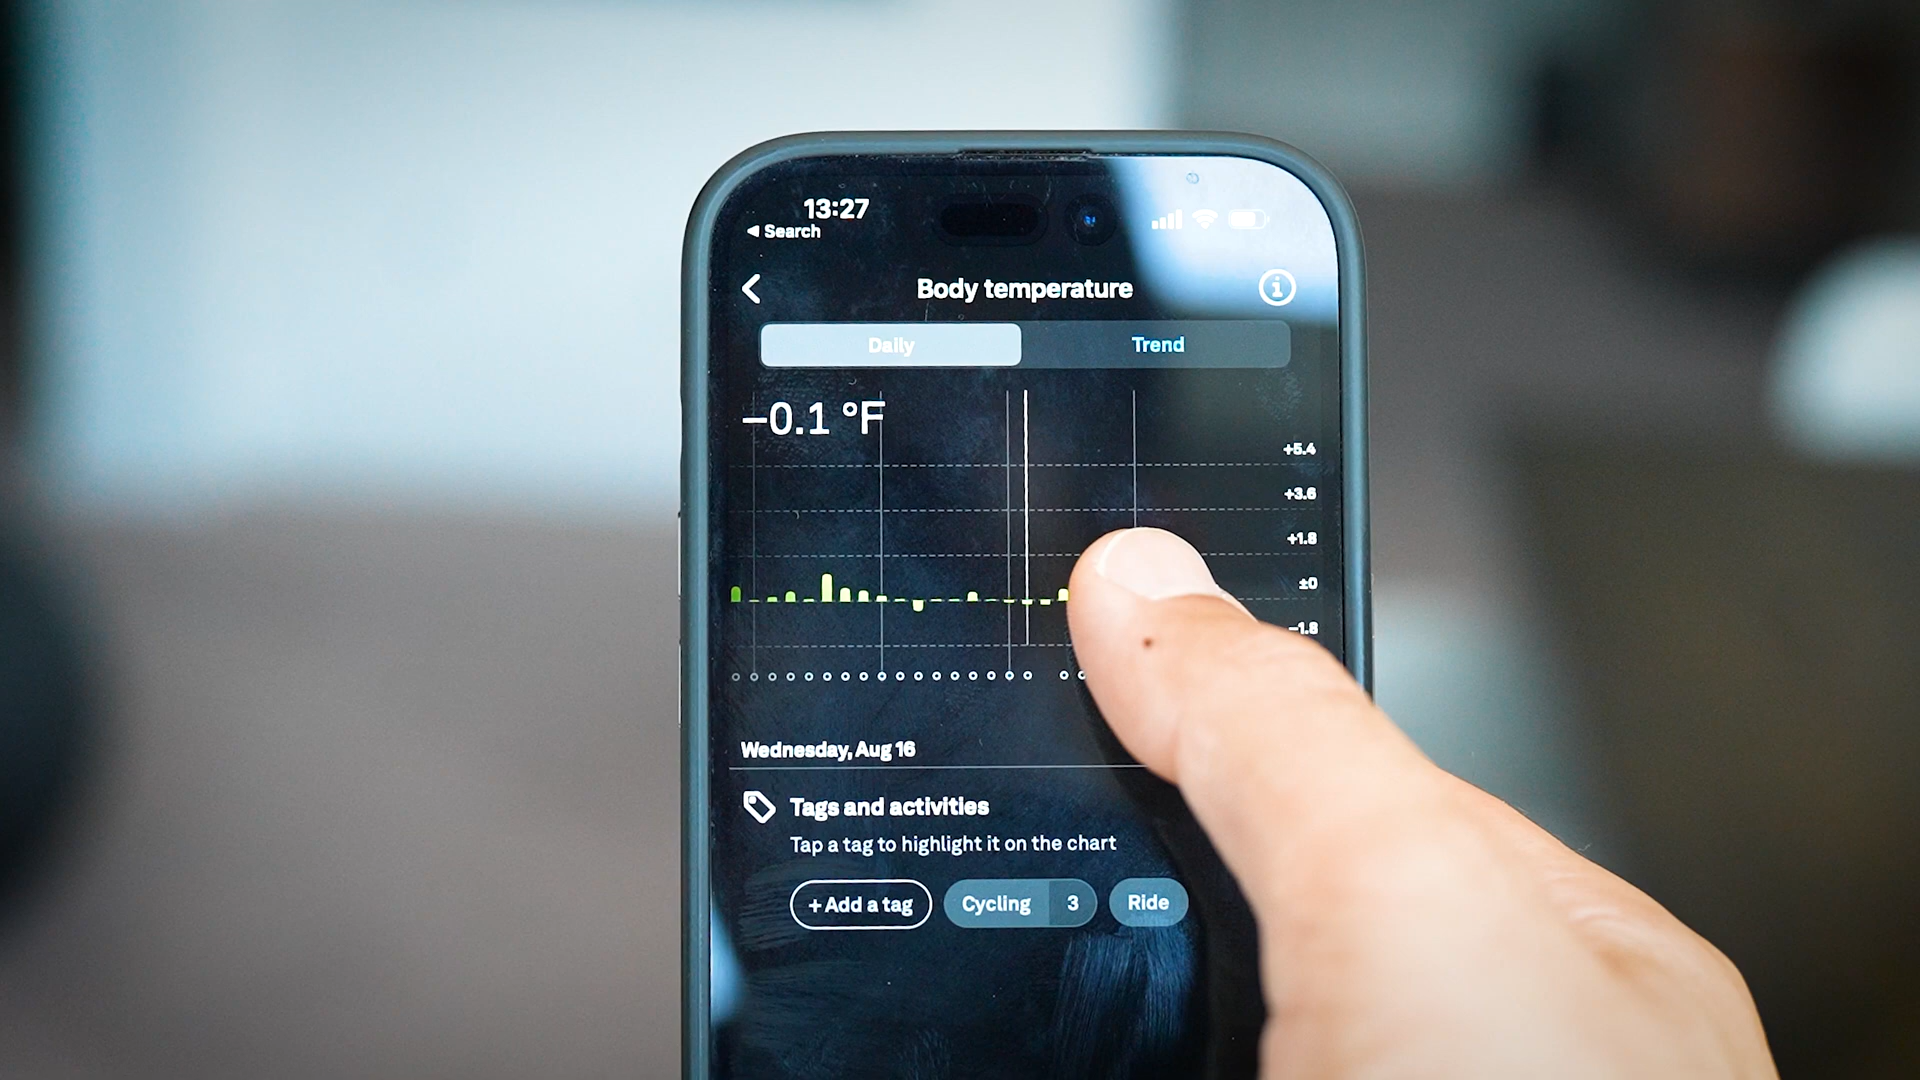 13:27
◀ Search
Body temperature
Daily
Trend
−0.1 °F
+5.4
+3.6
+1.8
±0
−1.8
Wednesday, Aug 16
Tags and activities
Tap a tag to highlight it on the chart
+ Add a tag
Cycling 3
Ride